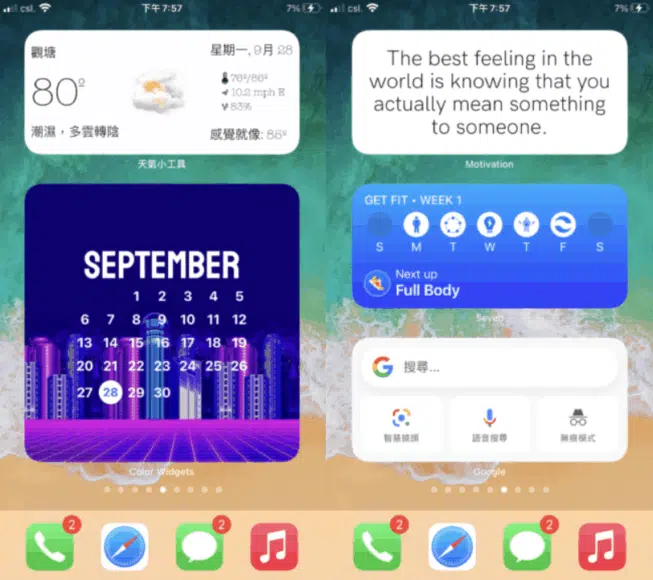 csl.
下午7:57
7%
觀塘
80°
潮濕，多雲轉陰
星期一, 9月 28
76º/86º
10.2 mph E
83%
感覺就像: 86º
天氣小工具
SEPTEMBER
1 2 3 4 5
6 7 8 9 10 11 12
13 14 15 16 17 18 19
20 21 22 23 24 25 26
27 28 29 30
Color Widgets
2
2
csl.
下午7:57
7%
The best feeling in the
world is knowing that you
actually mean something
to someone.
Motivation
GET FIT • WEEK 1
S M T W T F S
Next up
Full Body
Seven
G
搜尋...
智慧鏡頭
語音搜尋
無痕模式
Google
2
2